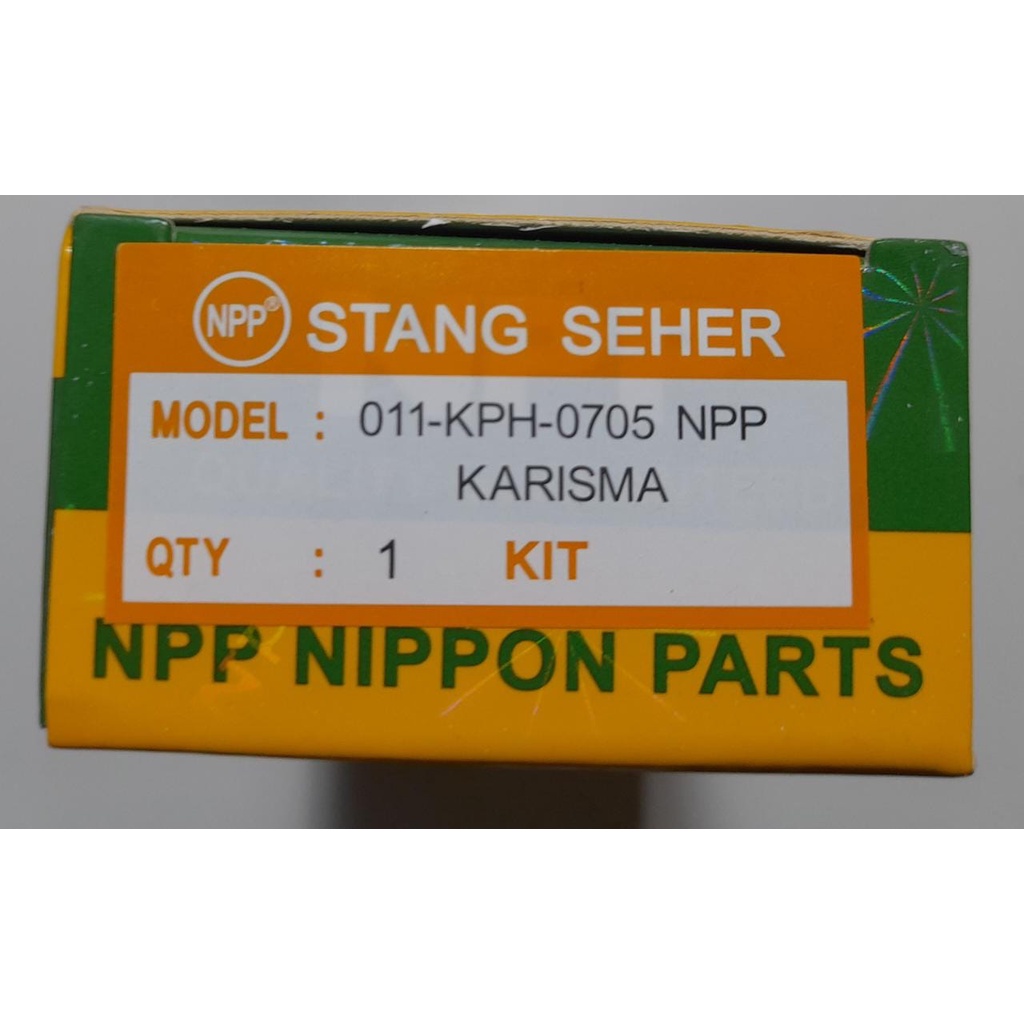 NPP® STANG SEHER
MODEL : 011-KPH-0705 NPP
KARISMA
QTY : 1 KIT
NPP NIPPON PARTS